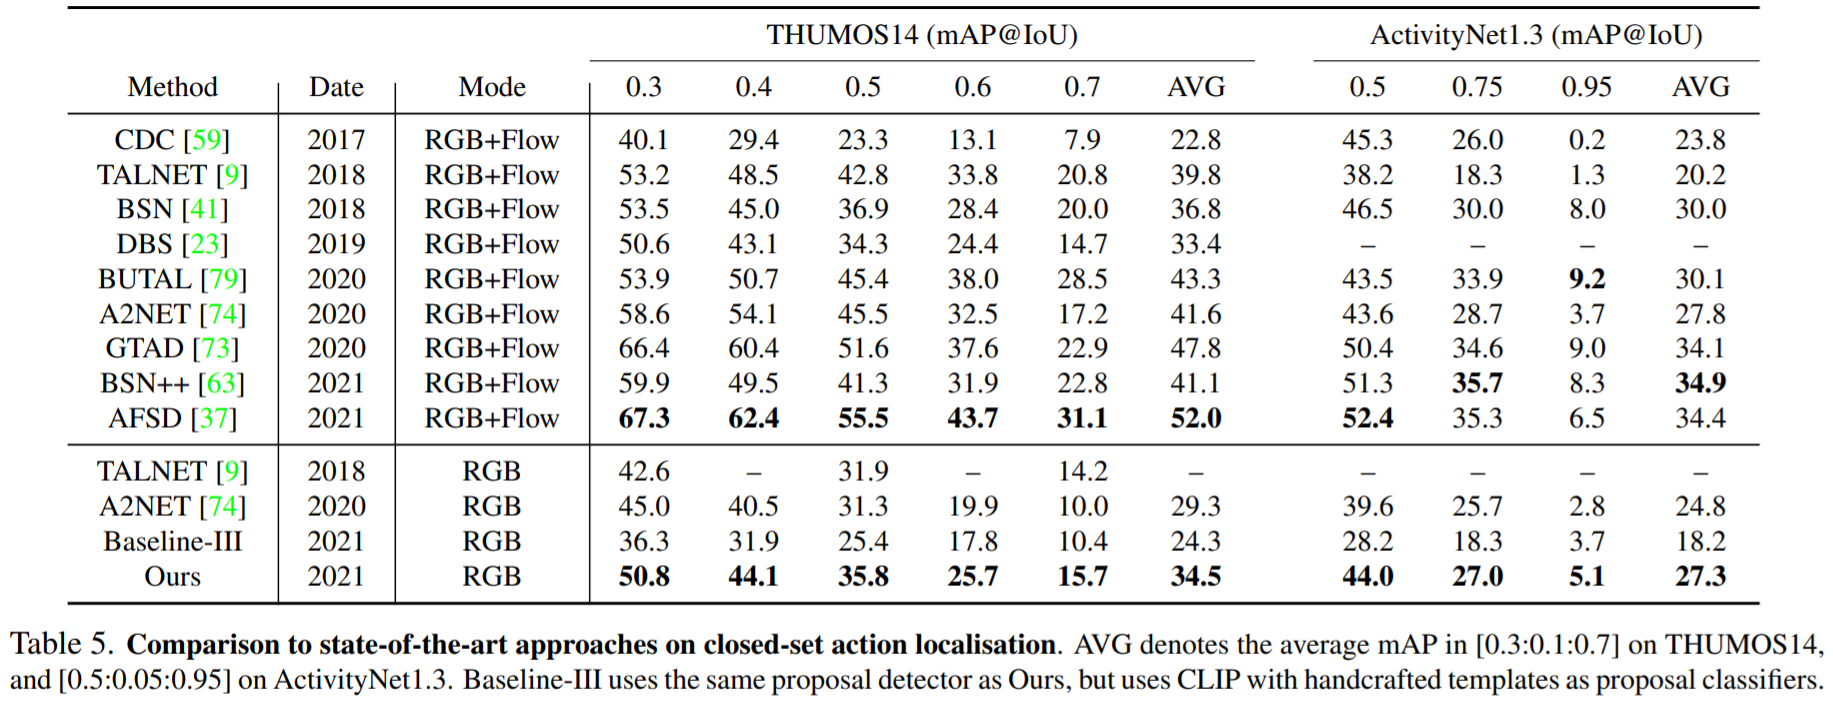 THUMOS14 (mAP@IoU) ActivityNet1.3 (mAP@IoU)
Method Date Mode 0.3 0.4 0.5 0.6 0.7 AVG 0.5 0.75 0.95 AVG
CDC [59] 2017 RGB+Flow 40.1 29.4 23.3 13.1 7.9 22.8 45.3 26.0 0.2 23.8
TALNET [9] 2018 RGB+Flow 53.2 48.5 42.8 33.8 20.8 39.8 38.2 18.3 1.3 20.2
BSN [41] 2018 RGB+Flow 53.5 45.0 36.9 28.4 20.0 36.8 46.5 30.0 8.0 30.0
DBS [23] 2019 RGB+Flow 50.6 43.1 34.3 24.4 14.7 33.4 – – – –
BUTAL [79] 2020 RGB+Flow 53.9 50.7 45.4 38.0 28.5 43.3 43.5 33.9 9.2 30.1
A2NET [74] 2020 RGB+Flow 58.6 54.1 45.5 32.5 17.2 41.6 43.6 28.7 3.7 27.8
GTAD [73] 2020 RGB+Flow 66.4 60.4 51.6 37.6 22.9 47.8 50.4 34.6 9.0 34.1
BSN++ [63] 2021 RGB+Flow 59.9 49.5 41.3 31.9 22.8 41.1 51.3 35.7 8.3 34.9
AFSD [37] 2021 RGB+Flow 67.3 62.4 55.5 43.7 31.1 52.0 52.4 35.3 6.5 34.4
TALNET [9] 2018 RGB 42.6 – 31.9 – 14.2 – – – – –
A2NET [74] 2020 RGB 45.0 40.5 31.3 19.9 10.0 29.3 39.6 25.7 2.8 24.8
Baseline-III 2021 RGB 36.3 31.9 25.4 17.8 10.4 24.3 28.2 18.3 3.7 18.2
Ours 2021 RGB 50.8 44.1 35.8 25.7 15.7 34.5 44.0 27.0 5.1 27.3
Table 5. Comparison to state-of-the-art approaches on closed-set action localisation. AVG denotes the average mAP in [0.3:0.1:0.7] on THUMOS14,
and [0.5:0.05:0.95] on ActivityNet1.3. Baseline-III uses the same proposal detector as Ours, but uses CLIP with handcrafted templates as proposal classifiers.